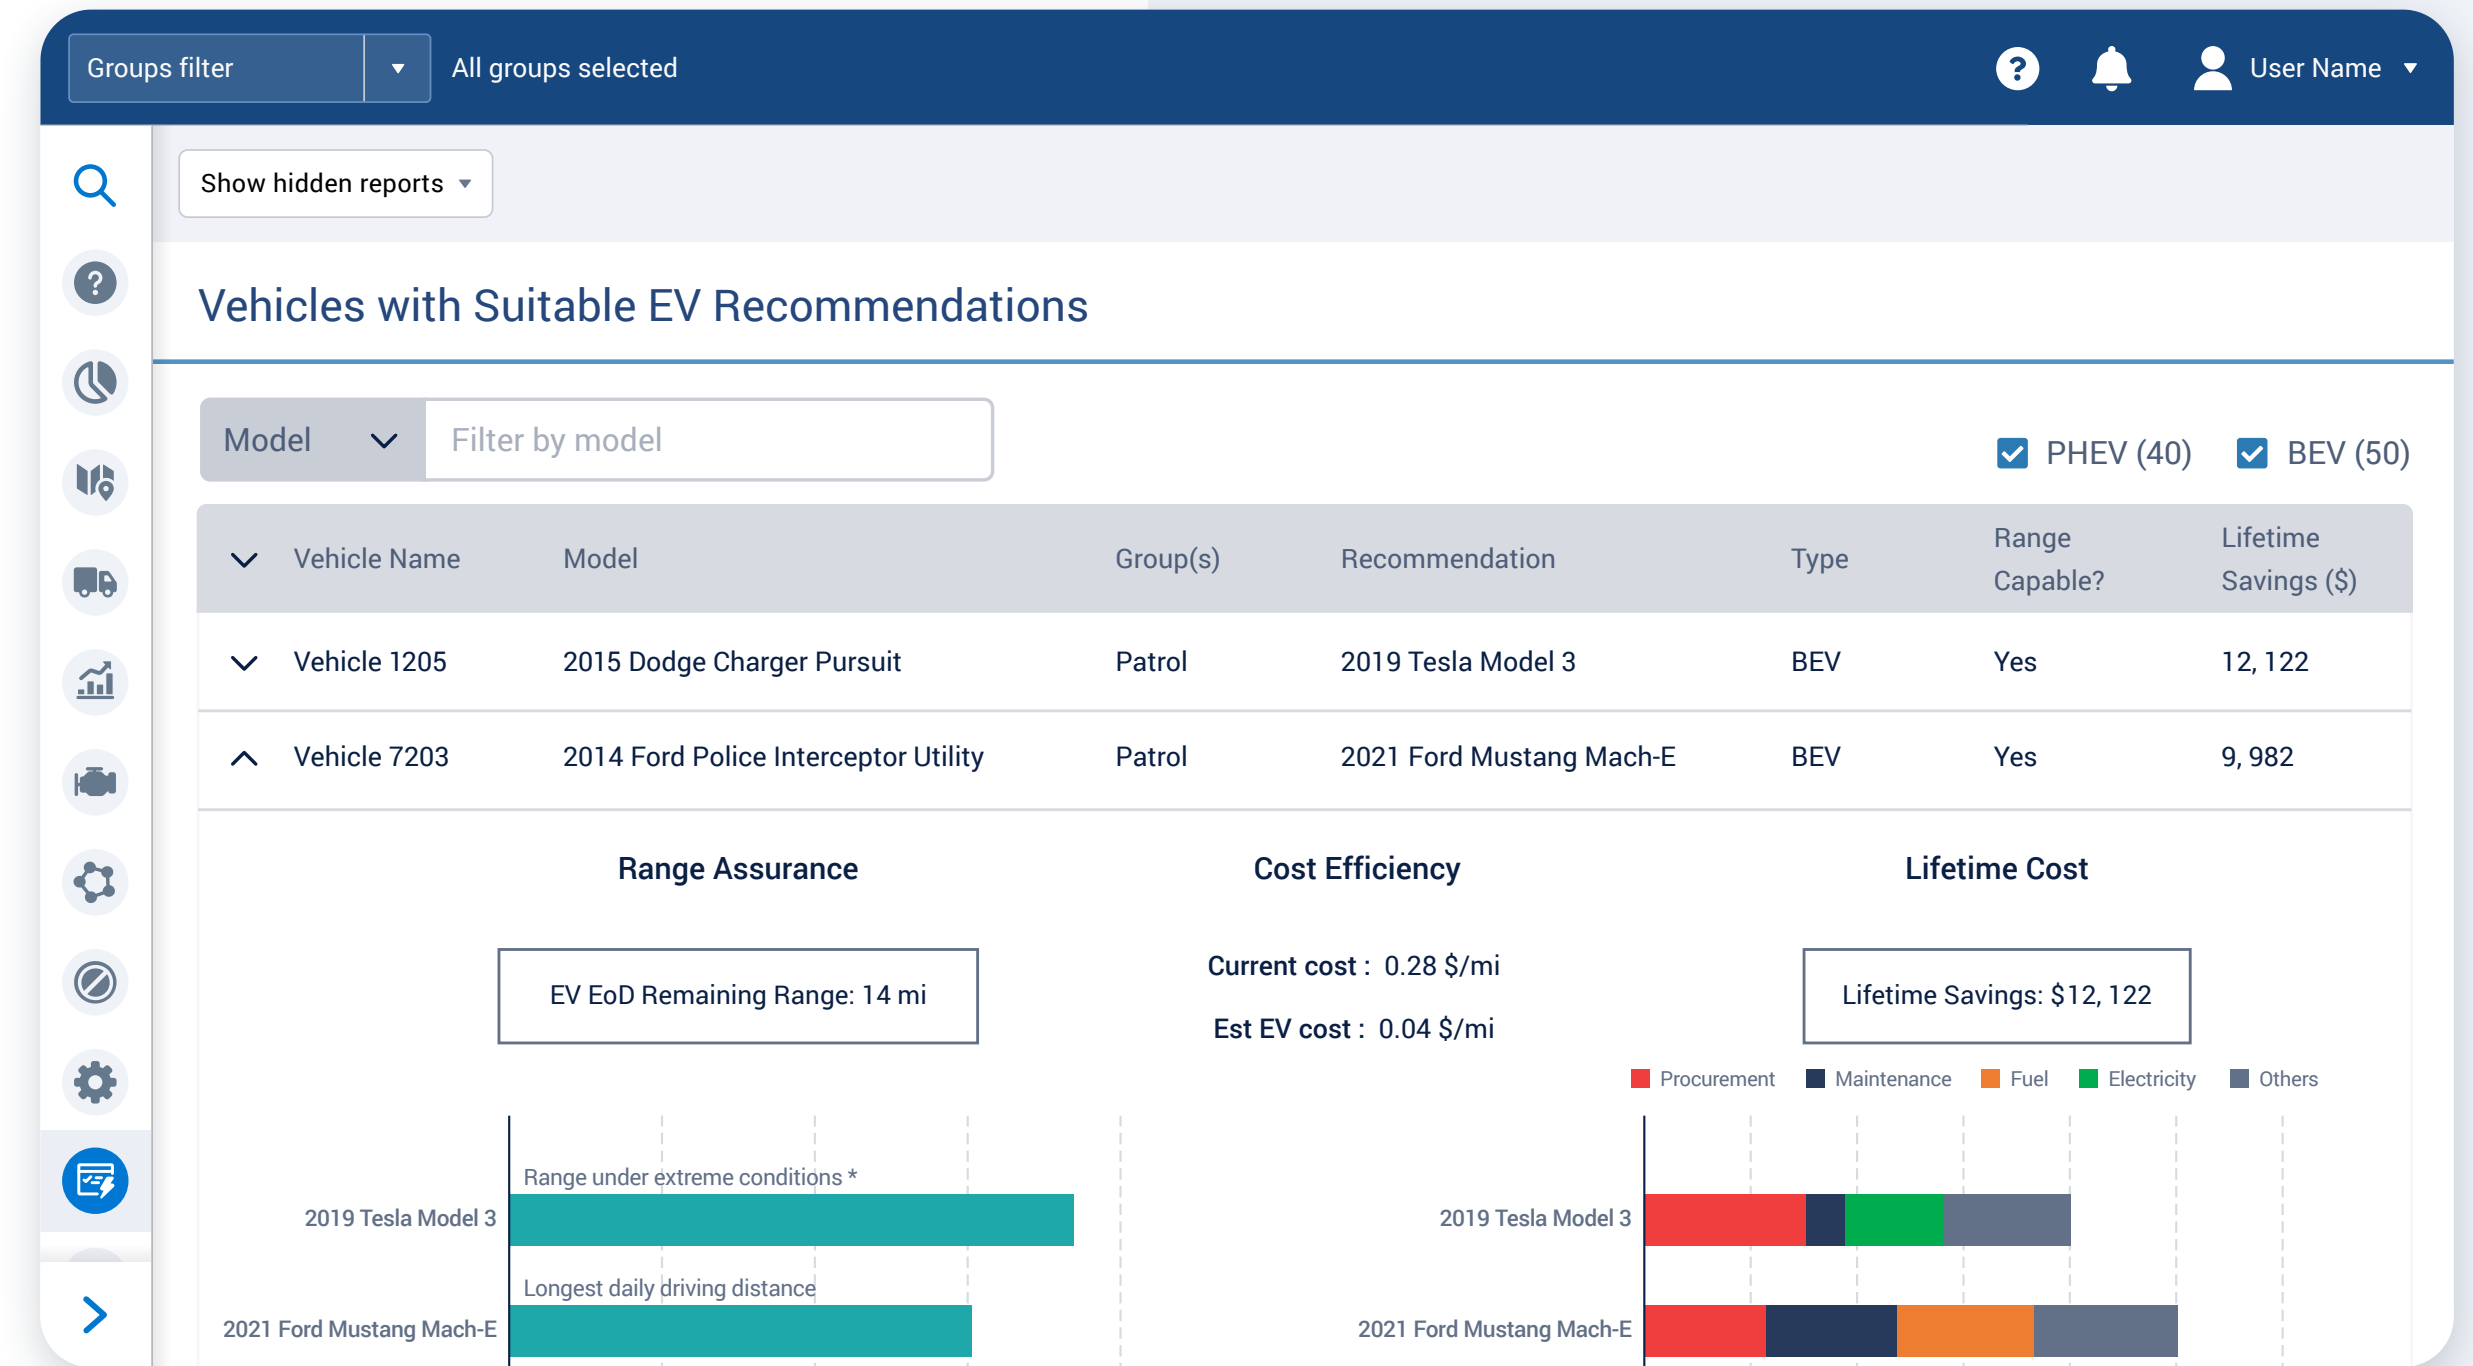 Groups filter
All groups selected
User Name
Show hidden reports
Vehicles with Suitable EV Recommendations
Model
Filter by model
PHEV (40)
BEV (50)
Vehicle Name Model Group(s) Recommendation Type Range Capable? Lifetime Savings ($)
Vehicle 1205 2015 Dodge Charger Pursuit Patrol 2019 Tesla Model 3 BEV Yes 12, 122
Vehicle 7203 2014 Ford Police Interceptor Utility Patrol 2021 Ford Mustang Mach-E BEV Yes 9, 982
Range Assurance
EV EoD Remaining Range: 14 mi
Range under extreme conditions *
2019 Tesla Model 3
Longest daily driving distance
2021 Ford Mustang Mach-E
Cost Efficiency
Current cost : 0.28 $/mi
Est EV cost : 0.04 $/mi
Lifetime Cost
Lifetime Savings: $12, 122
Procurement Maintenance Fuel Electricity Others
2019 Tesla Model 3
2021 Ford Mustang Mach-E